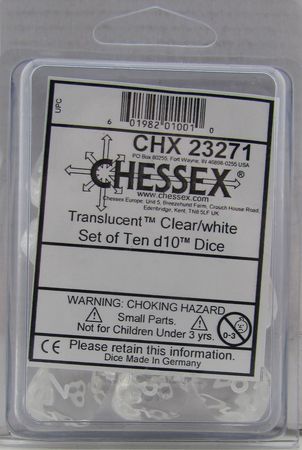 UPC
6 01982 01001 0
CHX 23271
PO Box 80255, Fort Wayne, IN 46898-0255 USA
CHESSEX®
www.chessex.com
Chessex Europe, Unit 5, Breezehurst Farm, Crouch House Road,
Edenbridge, Kent, TN8 5LF UK
Translucent™ Clear/white
Set of Ten d10™ Dice
WARNING: CHOKING HAZARD
Small Parts.
Not for Children Under 3 yrs.
0-3
CE Please retain this information.
Dice Made In Germany